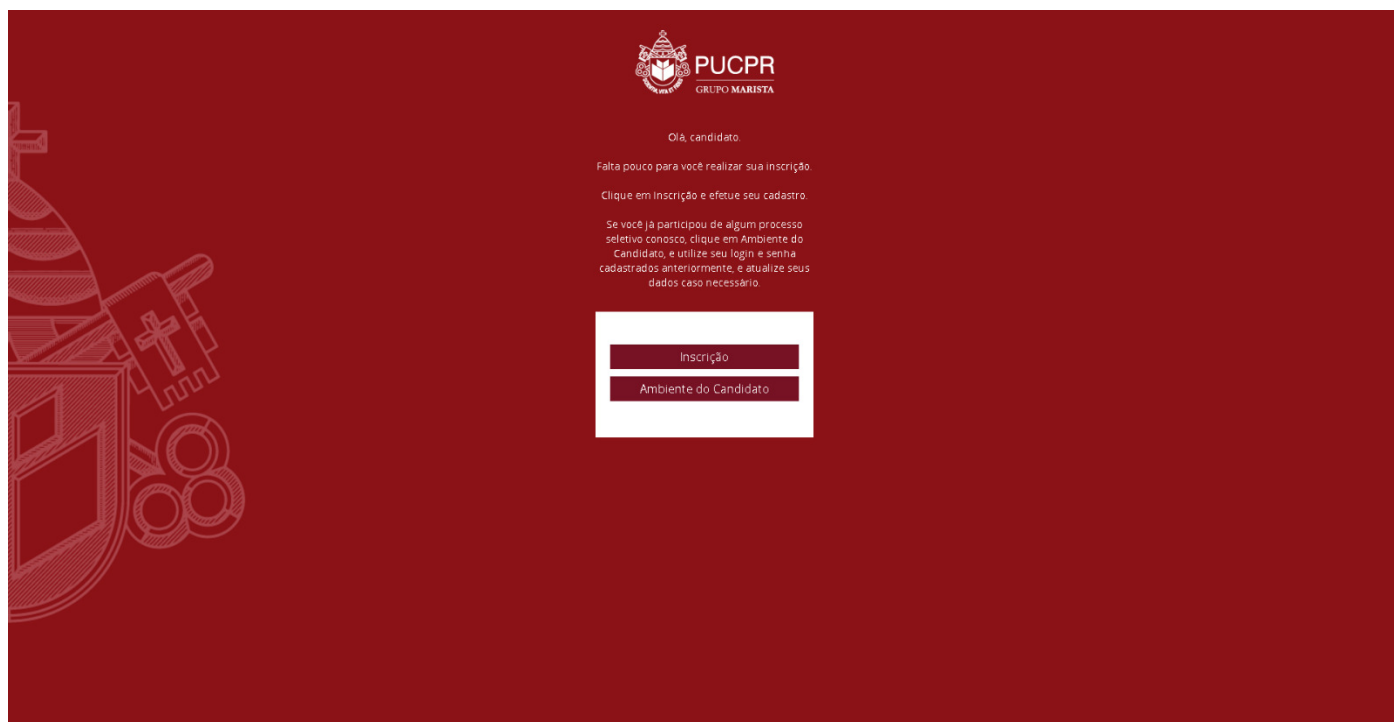 PUCPR
GRUPO MARISTA
Olá, candidato.
Falta pouco para você realizar sua inscrição.
Clique em Inscrição e efetue seu cadastro.
Se você já participou de algum processo
seletivo conosco, clique em Ambiente do
Candidato, e utilize seu login e senha
cadastrados anteriormente, e atualize seus
dados caso necessário.
Inscrição
Ambiente do Candidato